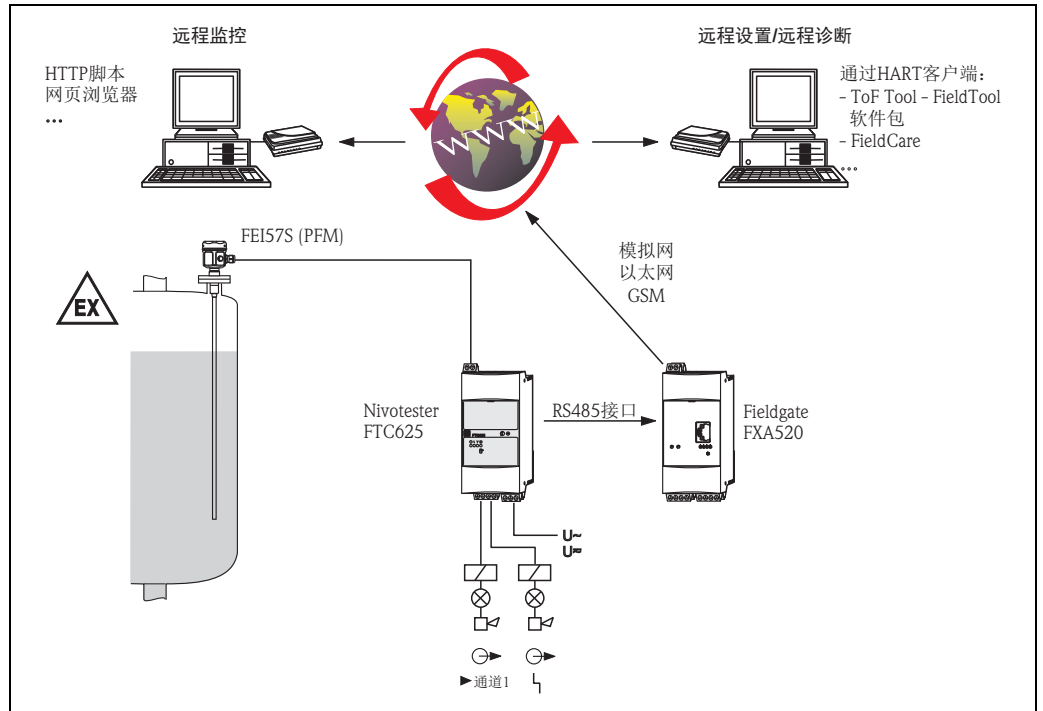 远程监控
HTTP脚本
网页浏览器
...
WWW
远程设置/远程诊断
通过HART客户端:
- ToF Tool - FieldTool
软件包
- FieldCare
...
FEI57S (PFM)
EX
模拟网
以太网
GSM
Nivotester
FTC625
RS485接口
Fieldgate
FXA520
U~
U≂
▶通道1